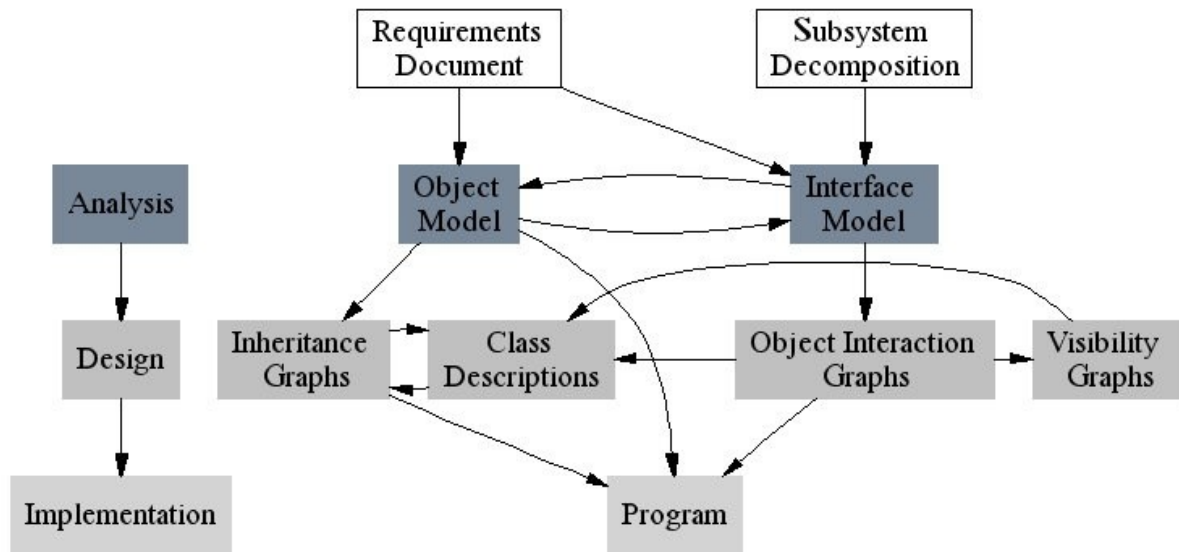 Requirements
Document
Subsystem
Decomposition
Analysis
Object
Model
Interface
Model
Design
Inheritance
Graphs
Class
Descriptions
Object Interaction
Graphs
Visibility
Graphs
Implementation
Program